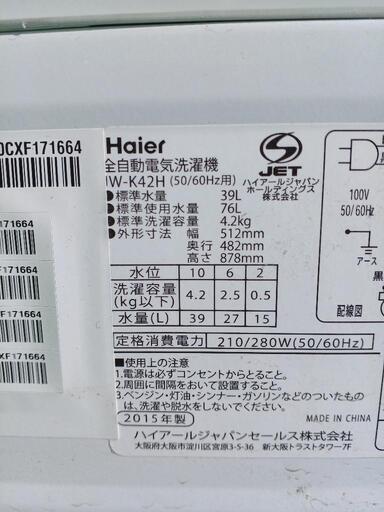 0CXF171664
171664
F171664
XF171664
XF171664
Haier
JET
全自動電気洗濯機
JW-K42H (50/60Hz用)
ハイアールジャパン
ホールディングス
株式会社
●標準水量 39L
●標準使用水量 76L
●標準洗濯容量 4.2kg
●外形寸法 幅 512mm
奥行 482mm
高さ 878mm
100V
50/60Hz
アース
黒
配線図
水位 10 6 2
洗濯容量
(kg以下) 4.2 2.5 0.5
水量(L) 39 27 15
定格消費電力 210/280W(50/60Hz)
■使用上の注意
1.電源は必ずコンセントからとること。
2.周囲に間隔をおいて設置すること。
3.ベンジン・灯油・シンナー・ガソリンなどのついたもの
は、洗濯や脱水をしないでください。
2015年製
MADE IN CHINA
ハイアールジャパンセールス株式会社
大阪府大阪市淀川区宮原3-5-36 新大阪トラストタワー7F